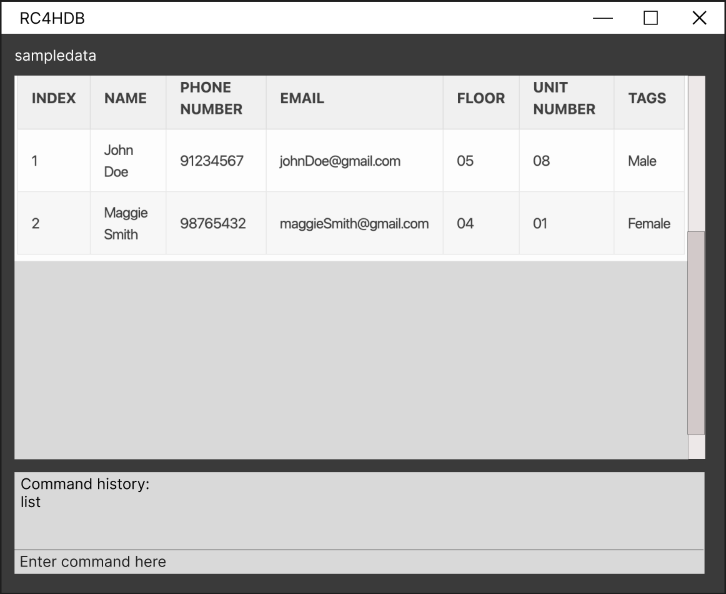 RC4HDB
sampledata
INDEX NAME PHONE NUMBER EMAIL FLOOR UNIT NUMBER TAGS
1 John Doe 91234567 johnDoe@gmail.com 05 08 Male
2 Maggie Smith 98765432 maggieSmith@gmail.com 04 01 Female
Command history:
list
Enter command here